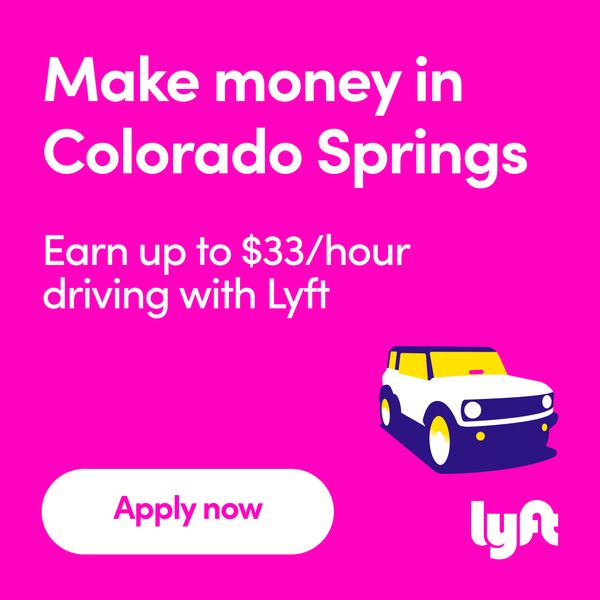 Make money in
Colorado Springs
Earn up to $33/hour
driving with Lyft
Apply now
lyft